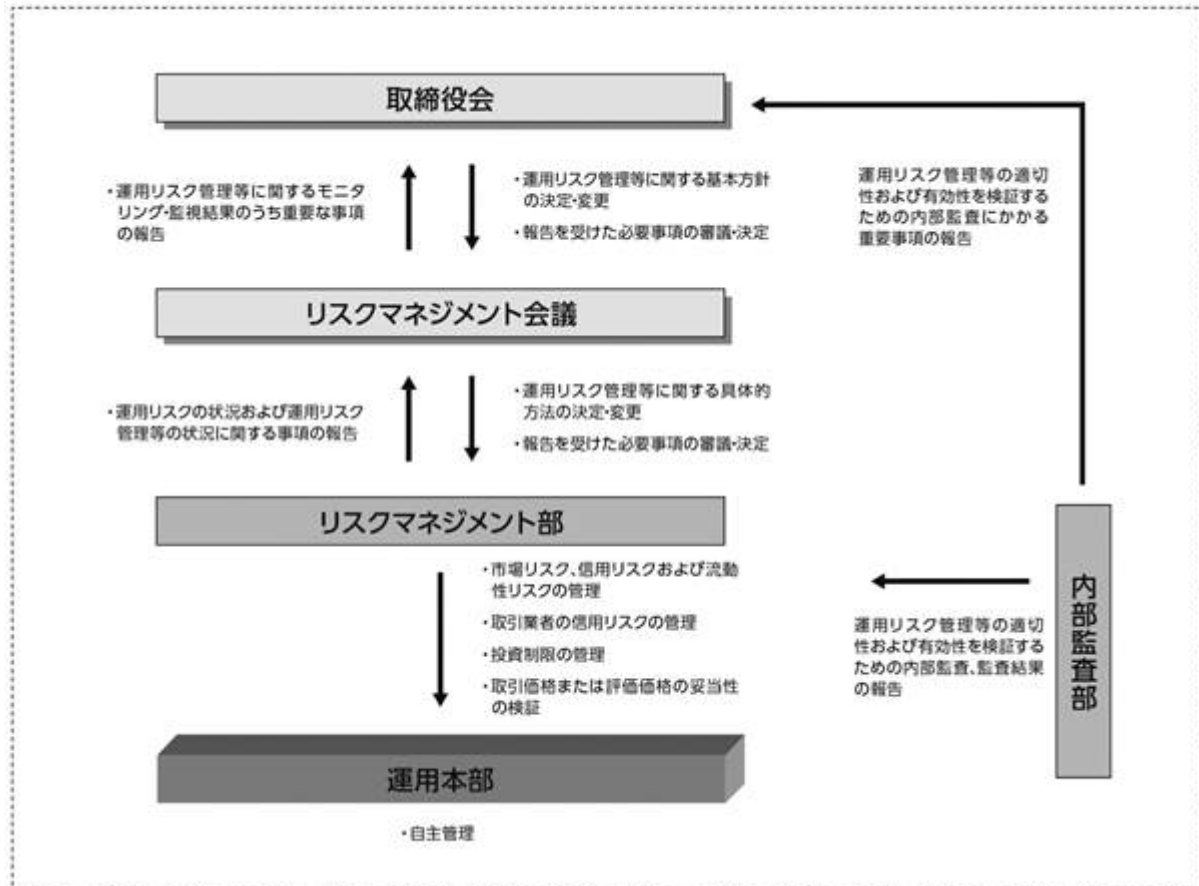 取締役会
・運用リスク管理等に関するモニタ
リング・監視結果のうち重要な事項
の報告
・運用リスク管理等に関する基本方針
の決定・変更
・報告を受けた必要事項の審議・決定
運用リスク管理等の適切
性および有効性を検証する
ための内部監査にかかる
重要事項の報告
リスクマネジメント会議
・運用リスクの状況および運用リスク
管理等の状況に関する事項の報告
・運用リスク管理等に関する具体的
方法の決定・変更
・報告を受けた必要事項の審議・決定
リスクマネジメント部
・市場リスク、信用リスクおよび流動
性リスクの管理
・取引業者の信用リスクの管理
・投資制限の管理
・取引価格または評価価格の妥当性
の検証
運用リスク管理等の適切
性および有効性を検証する
ための内部監査、監査結果
の報告
内部監査部
運用本部
・自主管理